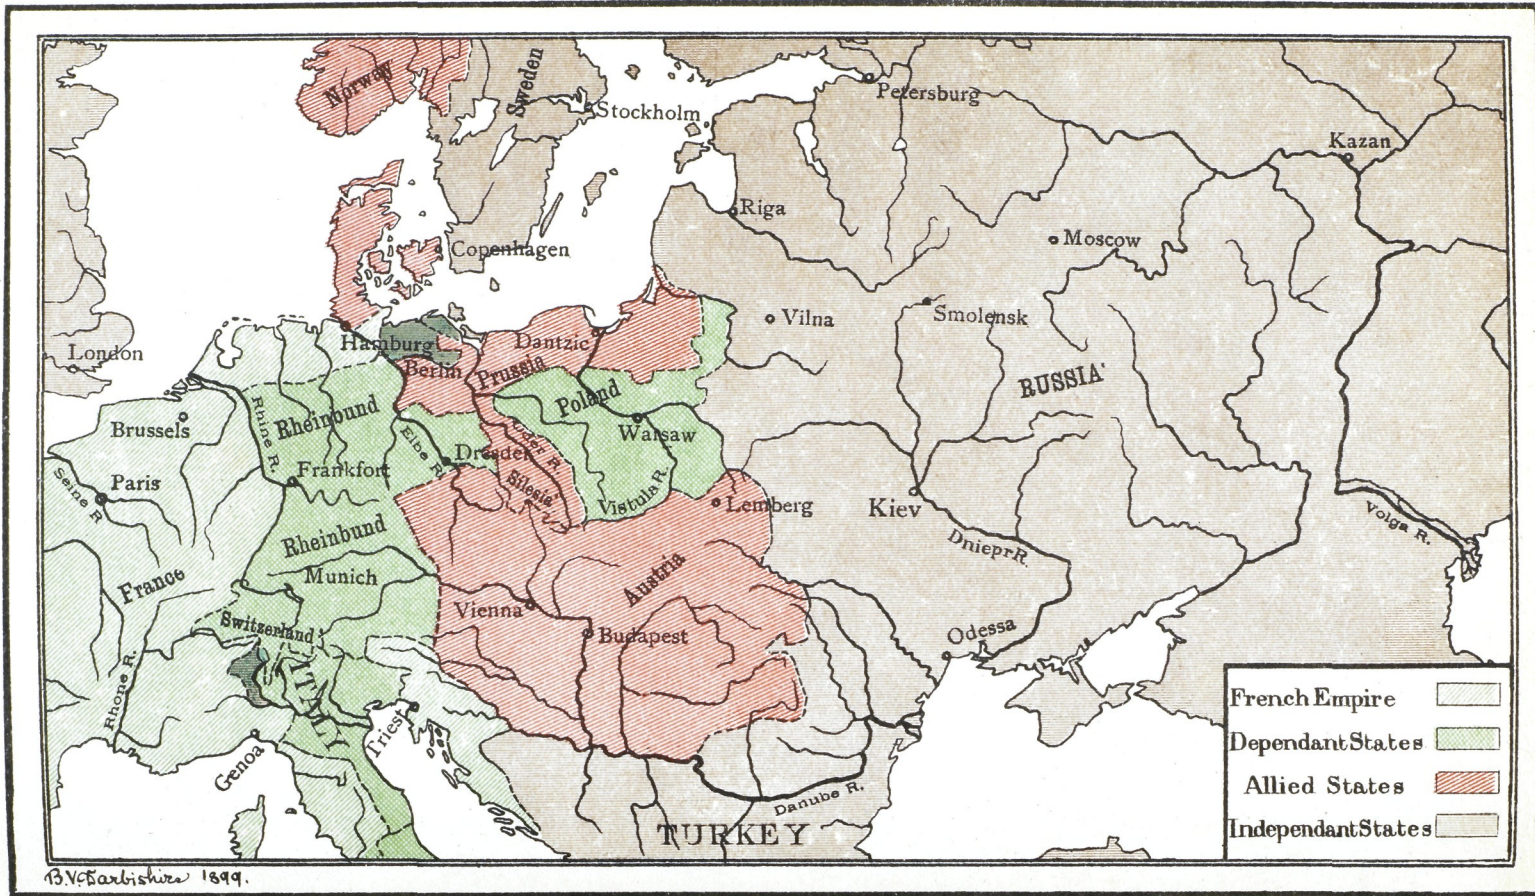 Norway
Sweden
Stockholm
Petersburg
Kazan
Riga
Moscow
Copenhagen
Vilna
Smolensk
London
Hamburg
Dantzic
Berlin
Prussia
RUSSIA
Poland
Rheinbund
Rhine R.
Brussels
Warsaw
Elbe R.
Oder R.
Dresden
Frankfort
Silesia
Seine R
Paris
Vistula R.
Lemberg
Kiev
Volga R.
Rheinbund
Dniepr R.
France
Munich
Austria
Vienna
Switzerland
Budapest
Odessa
Rhone R.
ITALY
Triest
Genoa
Danube R.
TURKEY
French Empire
Dependant States
Allied States
Independant States
B.V. Darbishire 1899.